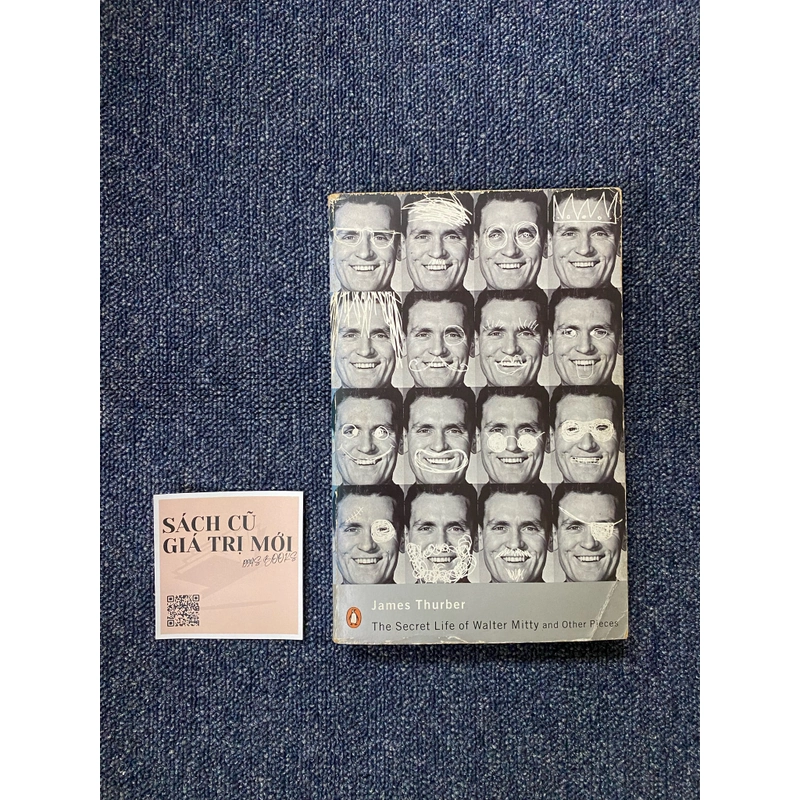 SÁCH CŨ
GIÁ TRỊ MỚI
James Thurber
The Secret Life of Walter Mitty and Other Pieces